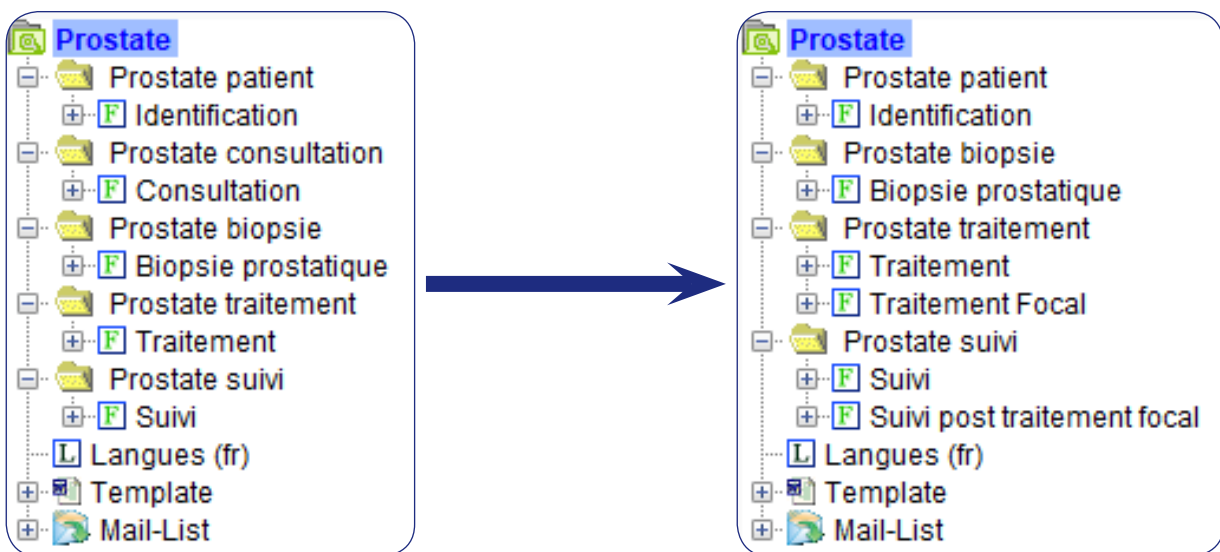 Prostate
Prostate patient
F Identification
Prostate consultation
F Consultation
Prostate biopsie
F Biopsie prostatique
Prostate traitement
F Traitement
Prostate suivi
F Suivi
L Langues (fr)
Template
Mail-List
Prostate
Prostate patient
F Identification
Prostate biopsie
F Biopsie prostatique
Prostate traitement
F Traitement
F Traitement Focal
Prostate suivi
F Suivi
F Suivi post traitement focal
L Langues (fr)
Template
Mail-List